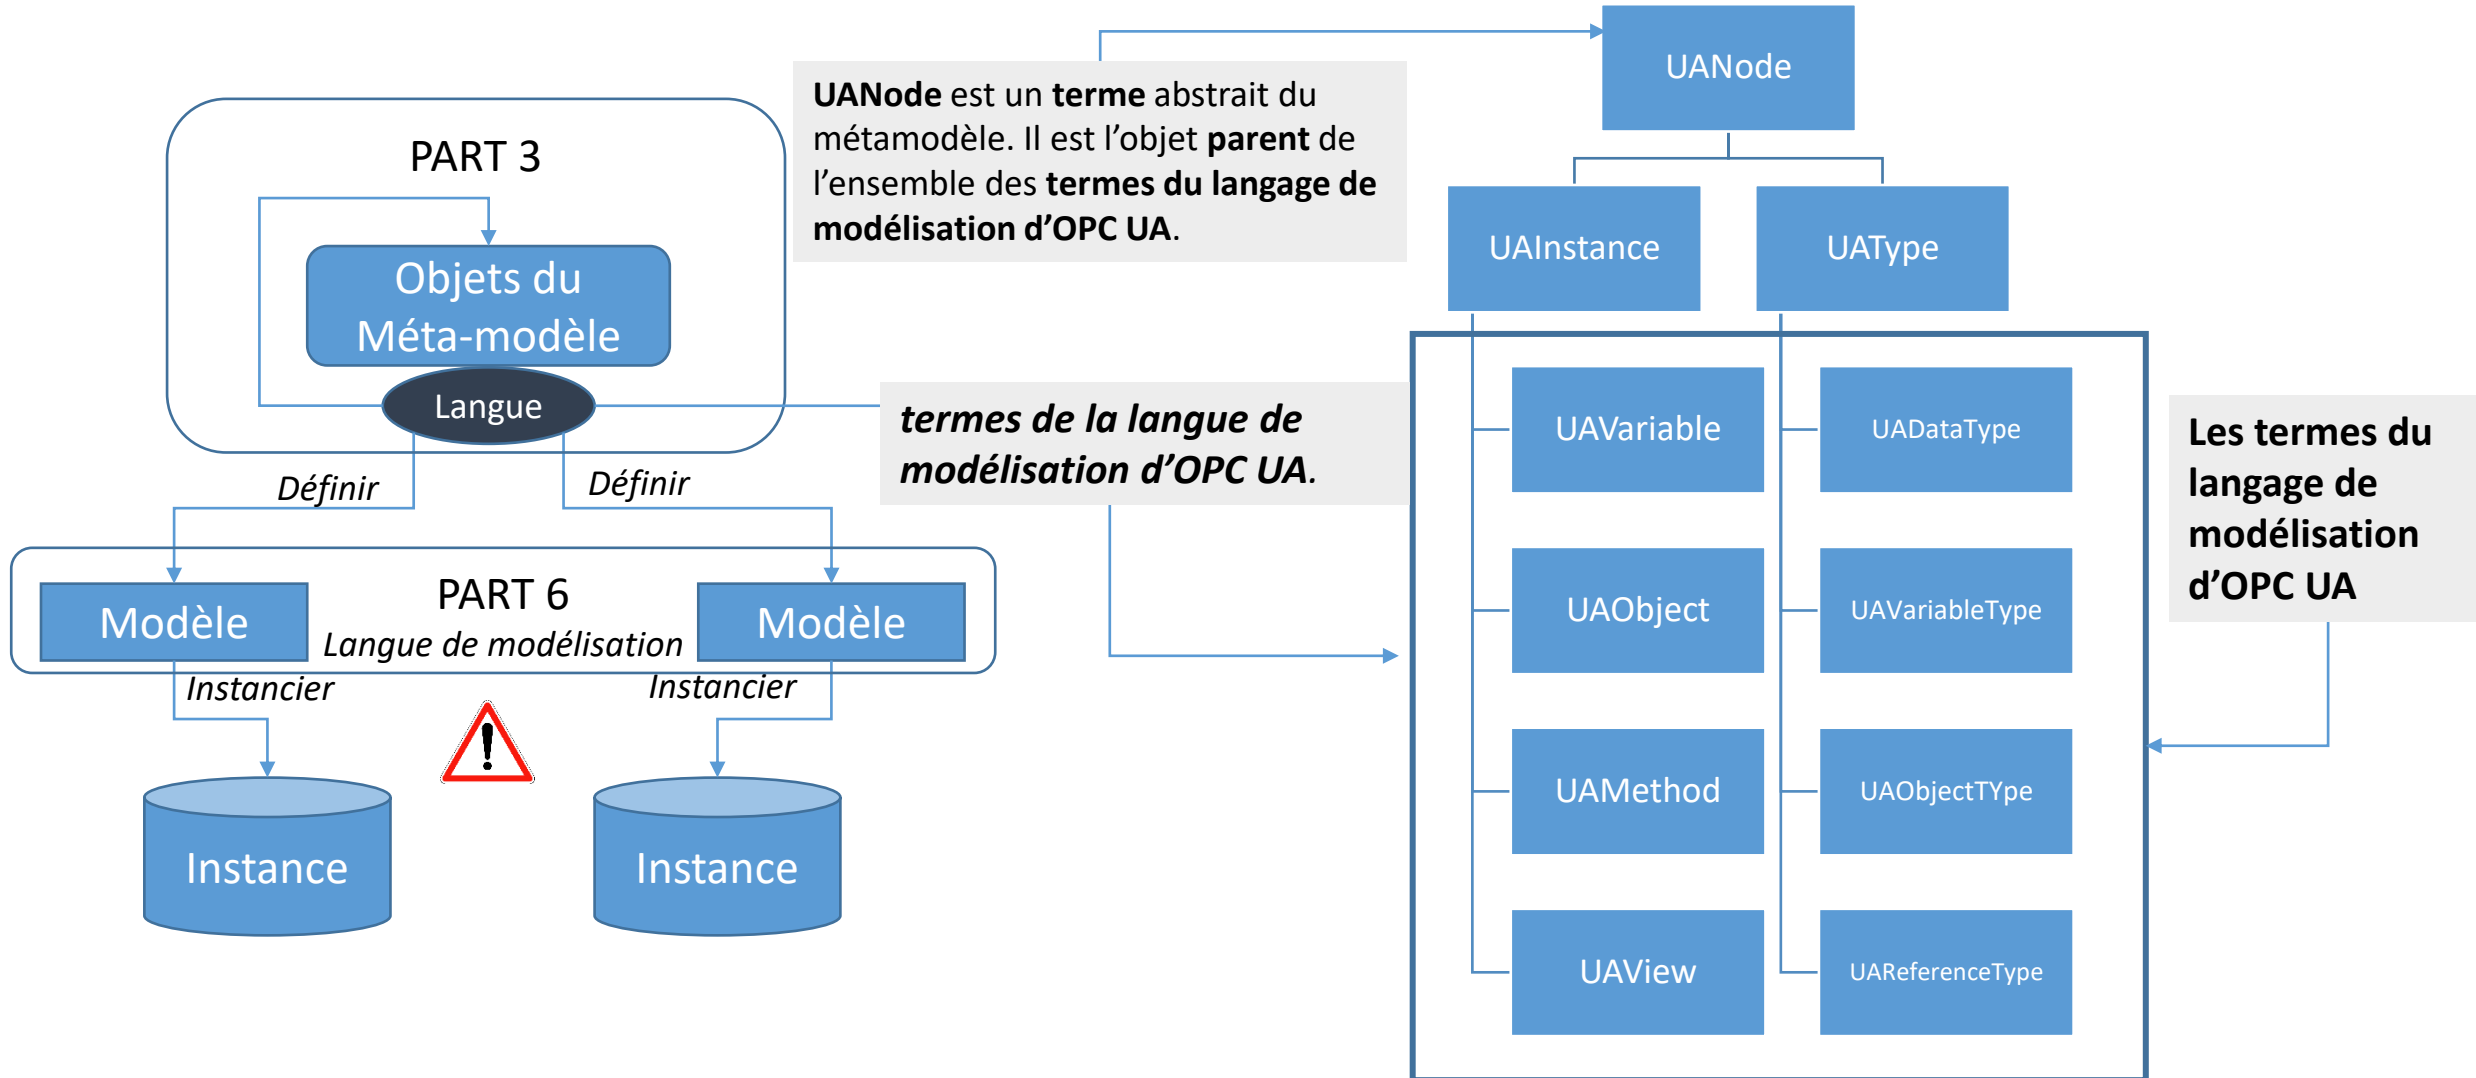 PART 3
Objets du
Méta-modèle
Langue
Définir
Définir
Modèle
PART 6
Langue de modélisation
Modèle
Instancier
Instancier
Instance
Instance
UANode est un terme abstrait du
métamodèle. Il est l’objet parent de
l’ensemble des termes du langage de
modélisation d’OPC UA.
termes de la langue de
modélisation d’OPC UA.
UANode
UAInstance
UAType
UAVariable
UADataType
UAObject
UAVariableType
UAMethod
UAObjectTYpe
UAView
UAReferenceType
Les termes du
langage de
modélisation
d’OPC UA